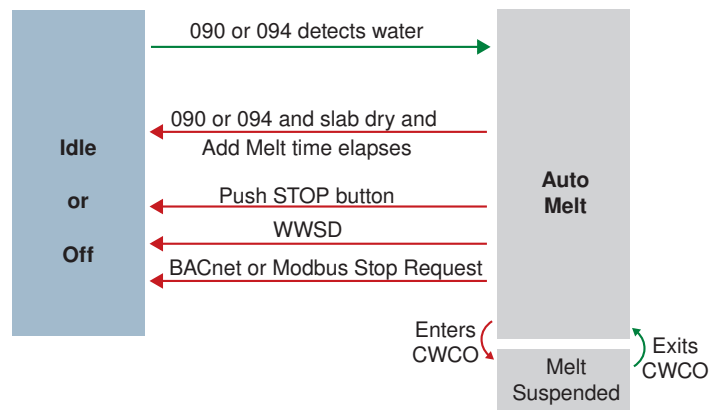 090 or 094 detects water
090 or 094 and slab dry and
Add Melt time elapses
Idle
or
Off
Push STOP button
WWSD
BACnet or Modbus Stop Request
Auto
Melt
Enters
CWCO
Melt
Suspended
Exits
CWCO